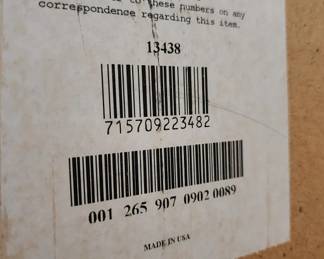 to these numbers on any
correspondence regarding this item.
13438
715709223482
001 265 907 0902 0089
MADE IN USA